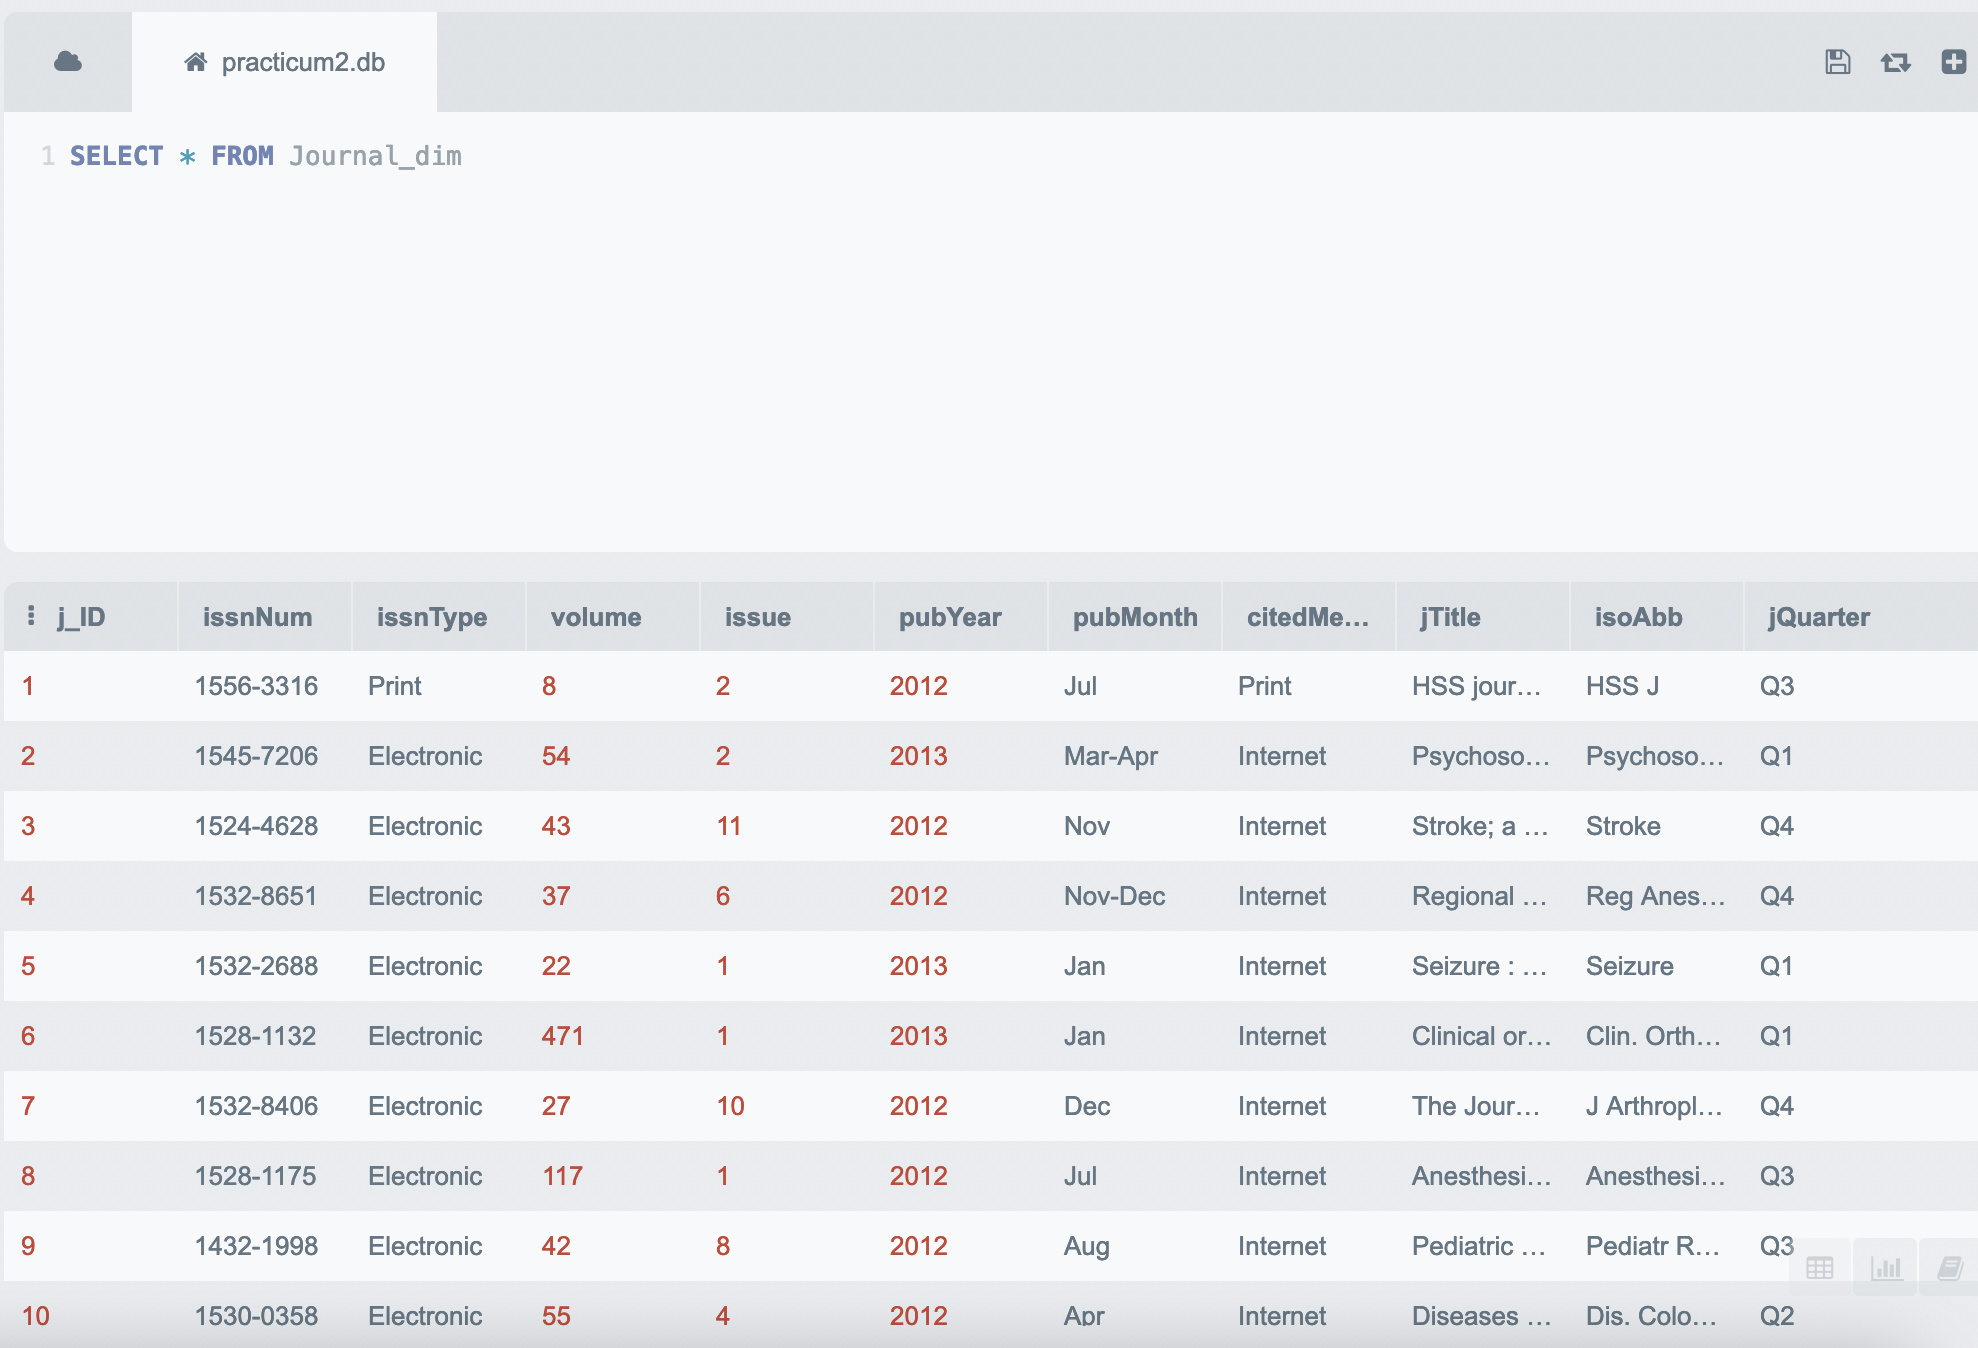 practicum2.db
1 SELECT * FROM Journal_dim
j_ID issnNum issnType volume issue pubYear pubMonth citedMe... jTitle isoAbb jQuarter
1 1556-3316 Print 8 2 2012 Jul Print HSS jour... HSS J Q3
2 1545-7206 Electronic 54 2 2013 Mar-Apr Internet Psychoso... Psychoso... Q1
3 1524-4628 Electronic 43 11 2012 Nov Internet Stroke; a ... Stroke Q4
4 1532-8651 Electronic 37 6 2012 Nov-Dec Internet Regional ... Reg Anes... Q4
5 1532-2688 Electronic 22 1 2013 Jan Internet Seizure : ... Seizure Q1
6 1528-1132 Electronic 471 1 2013 Jan Internet Clinical or... Clin. Orth... Q1
7 1532-8406 Electronic 27 10 2012 Dec Internet The Jour... J Arthropl... Q4
8 1528-1175 Electronic 117 1 2012 Jul Internet Anesthesi... Anesthesi... Q3
9 1432-1998 Electronic 42 8 2012 Aug Internet Pediatric ... Pediatr R... Q3
10 1530-0358 Electronic 55 4 2012 Apr Internet Diseases ... Dis. Colo... Q2